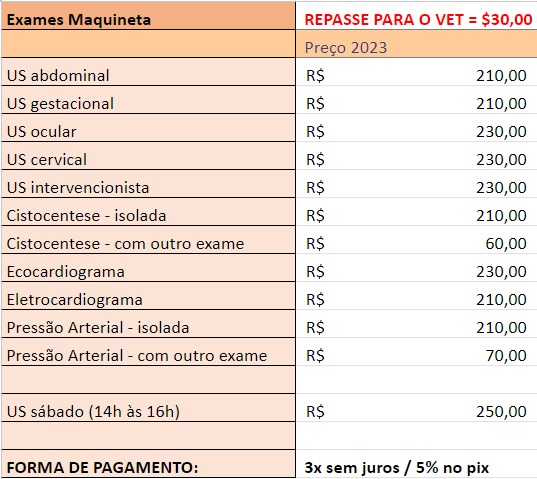 Exames Maquineta REPASSE PARA O VET = $30,00
Preço 2023
US abdominal R$ 210,00
US gestacional R$ 210,00
US ocular R$ 230,00
US cervical R$ 230,00
US intervencionista R$ 230,00
Cistocentese - isolada R$ 210,00
Cistocentese - com outro exame R$ 60,00
Ecocardiograma R$ 230,00
Eletrocardiograma R$ 210,00
Pressão Arterial - isolada R$ 210,00
Pressão Arterial - com outro exame R$ 70,00
US sábado (14h às 16h) R$ 250,00
FORMA DE PAGAMENTO: 3x sem juros / 5% no pix